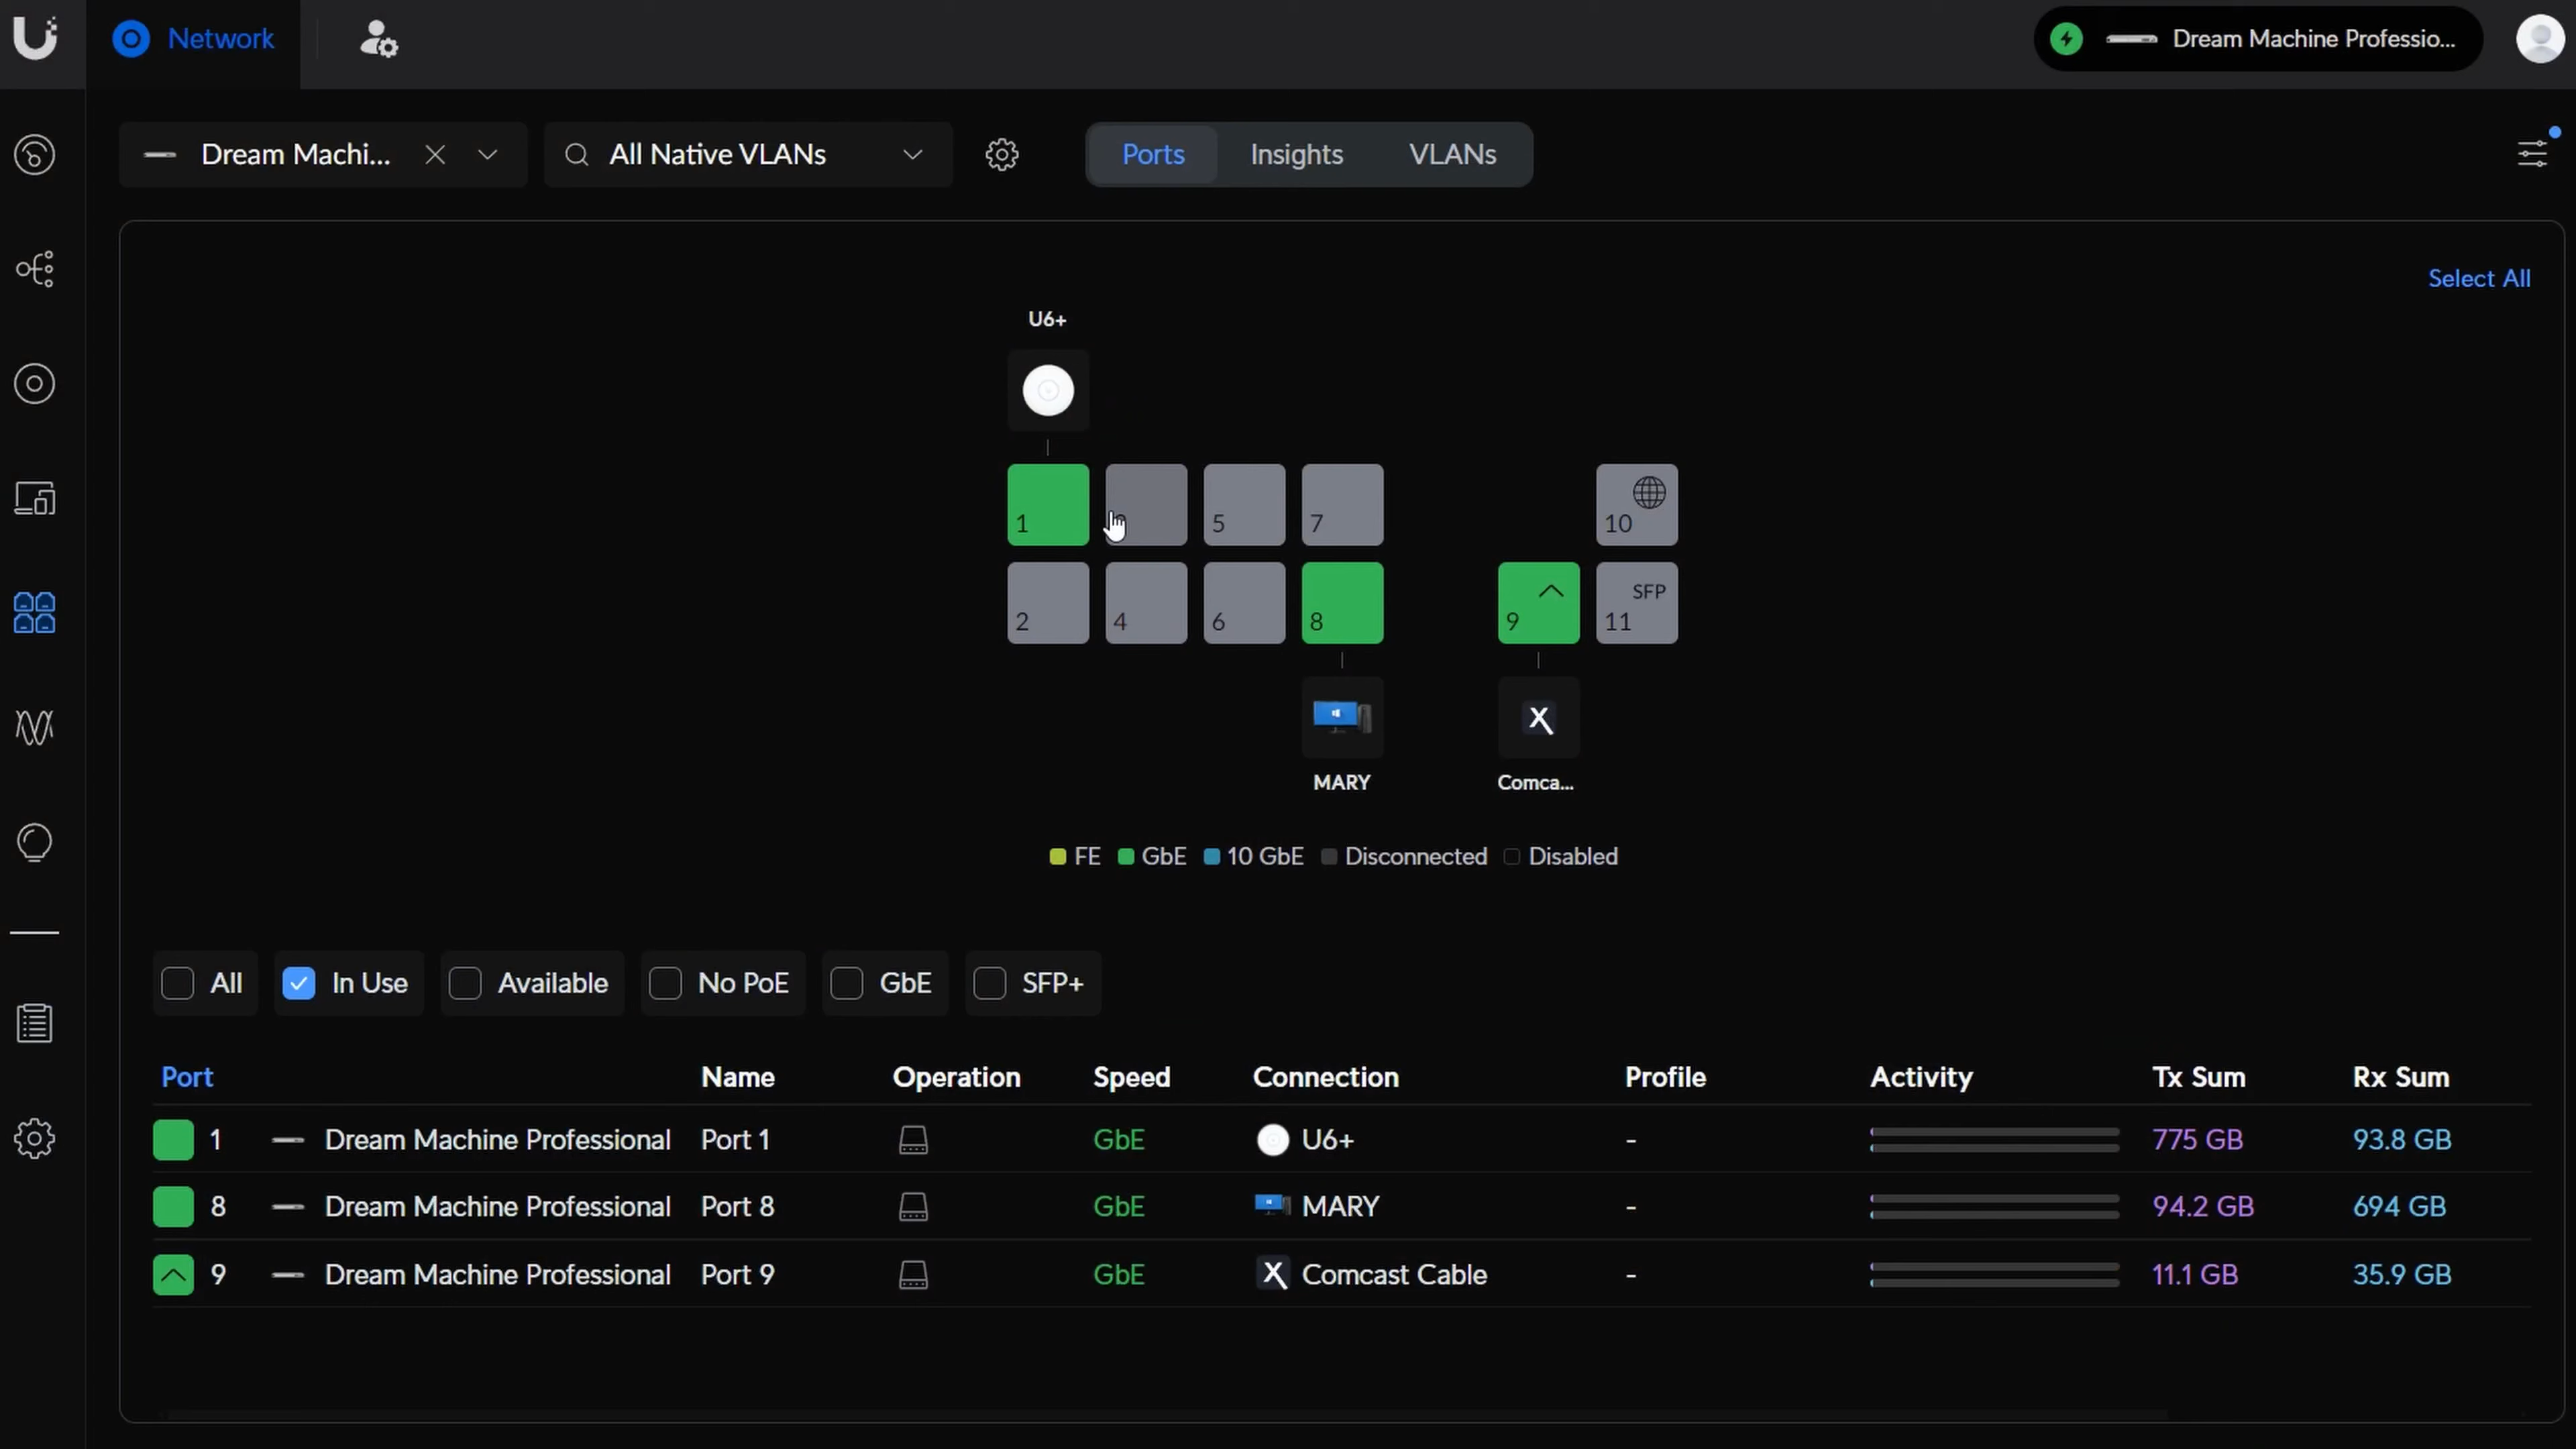 Network
Dream Machine Professio...
Dream Machi...
All Native VLANs
Ports
Insights
VLANs
Select All
U6+
1
5
7
10
2
4
6
8
9
SFP
11
MARY
Comca...
FE
GbE
10 GbE
Disconnected
Disabled
All
In Use
Available
No PoE
GbE
SFP+
Port Name Operation Speed Connection Profile Activity Tx Sum Rx Sum
1 Dream Machine Professional Port 1 GbE U6+ - 775 GB 93.8 GB
8 Dream Machine Professional Port 8 GbE MARY - 94.2 GB 694 GB
9 Dream Machine Professional Port 9 GbE X Comcast Cable - 11.1 GB 35.9 GB